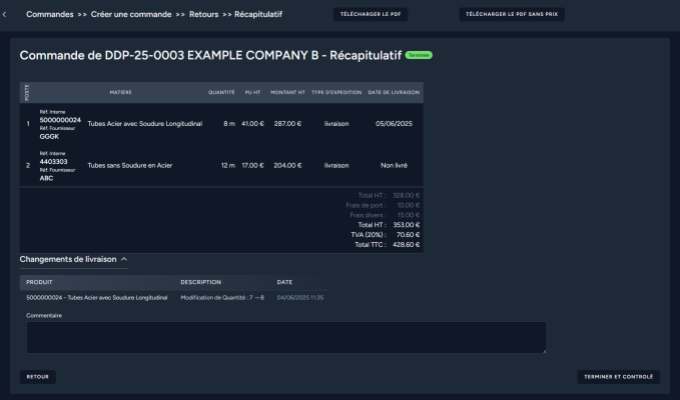 Commandes >> Créer une commande >> Retours >> Récapitulatif
TÉLÉCHARGER LE PDF
TÉLÉCHARGER LE PDF SANS PRIX
Commande de DDP-25-0003 EXAMPLE COMPANY B - Récapitulatif Terminée
POSTE MATIÈRE QUANTITÉ PU HT MONTANT HT TYPE D'EXPEDITION DATE DE LIVRAISON
Réf. Interne
5000000024
Réf. Fournisseur
GGGK
1 Tubes Acier avec Soudure Longitudinal 8 m 41.00 € 287.00 € livraison 05/06/2025
Réf. Interne
4403303
Réf. Fournisseur
ABC
2 Tubes sans Soudure en Acier 12 m 17.00 € 204.00 € livraison Non livré
Total HT : 328.00 €
Frais de port : 10.00 €
Frais divers : 15.00 €
Total HT : 353.00 €
TVA (20%) : 70.60 €
Total TTC : 428.60 €
Changements de livraison
PRODUIT DESCRIPTION DATE
5000000024 - Tubes Acier avec Soudure Longitudinal Modification de Quantité : 7 → 8 04/06/2025 11:35
Commentaire
RETOUR
TERMINER ET CONTROLÉ